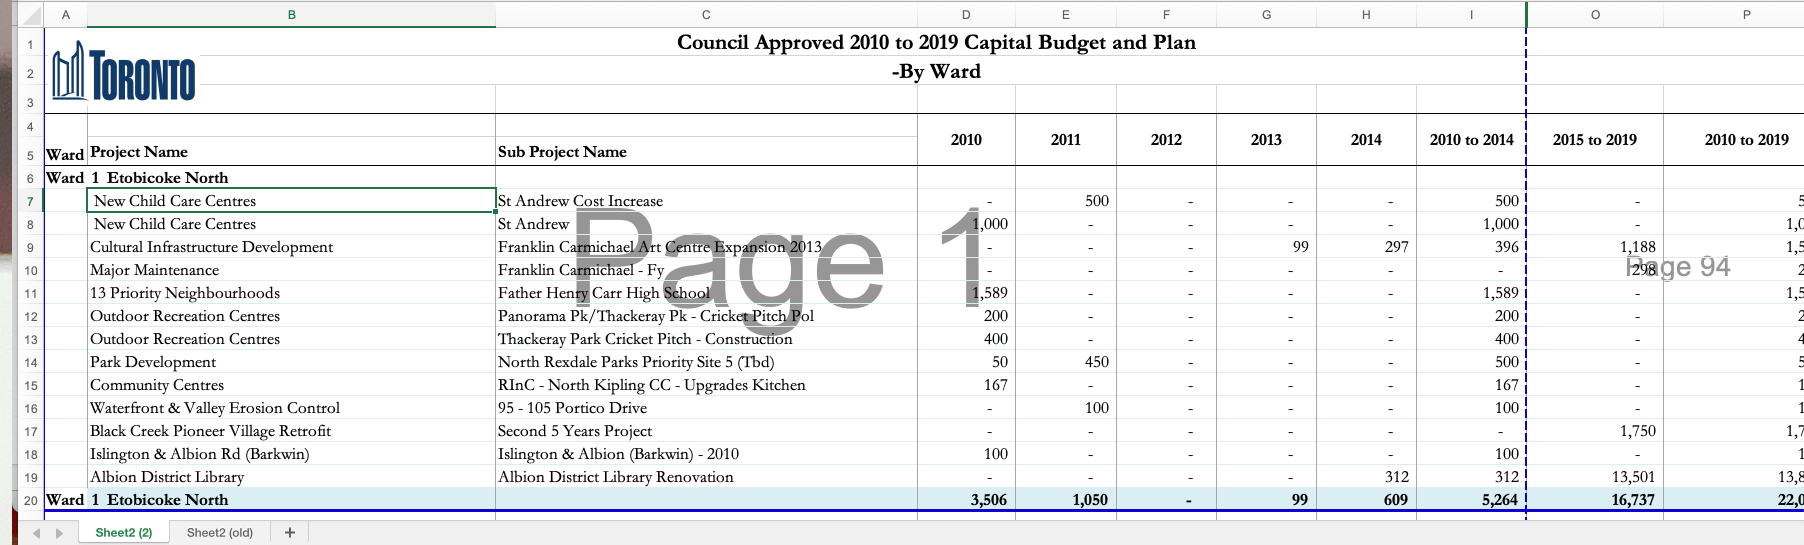 A B C D E F G H I O P
1 Council Approved 2010 to 2019 Capital Budget and Plan
TORONTO
2 -By Ward
3
4 2010 2011 2012 2013 2014 2010 to 2014 2015 to 2019 2010 to 2019
5 Ward Project Name Sub Project Name
6 Ward 1 Etobicoke North
7 New Child Care Centres St Andrew Cost Increase - 500 - - - 500 - 5
8 New Child Care Centres St Andrew 1,000 - - - - 1,000 - 1,0
9 Cultural Infrastructure Development Franklin Carmichael Art Centre Expansion 2013 - - - 99 297 396 1,188 1,5
10 Major Maintenance Franklin Carmichael - Fy - - - - - - 298 2
11 13 Priority Neighbourhoods Father Henry Carr High School 1,589 - - - - 1,589 - 1,5
12 Outdoor Recreation Centres Panorama Pk/Thackeray Pk - Cricket Pitch Pol 200 - - - - 200 - 2
13 Outdoor Recreation Centres Thackeray Park Cricket Pitch - Construction 400 - - - - 400 - 4
14 Park Development North Rexdale Parks Priority Site 5 (Tbd) 50 450 - - - 500 - 5
15 Community Centres RInC - North Kipling CC - Upgrades Kitchen 167 - - - - 167 - 1
16 Waterfront & Valley Erosion Control 95 - 105 Portico Drive - 100 - - - 100 - 1
17 Black Creek Pioneer Village Retrofit Second 5 Years Project - - - - - - 1,750 1,7
18 Islington & Albion Rd (Barkwin) Islington & Albion (Barkwin) - 2010 100 - - - - 100 - 1
19 Albion District Library Albion District Library Renovation - - - - 312 312 13,501 13,8
20 Ward 1 Etobicoke North 3,506 1,050 - 99 609 5,264 16,737 22,0
Page 1
Page 94
Sheet2 (2) Sheet2 (old) +